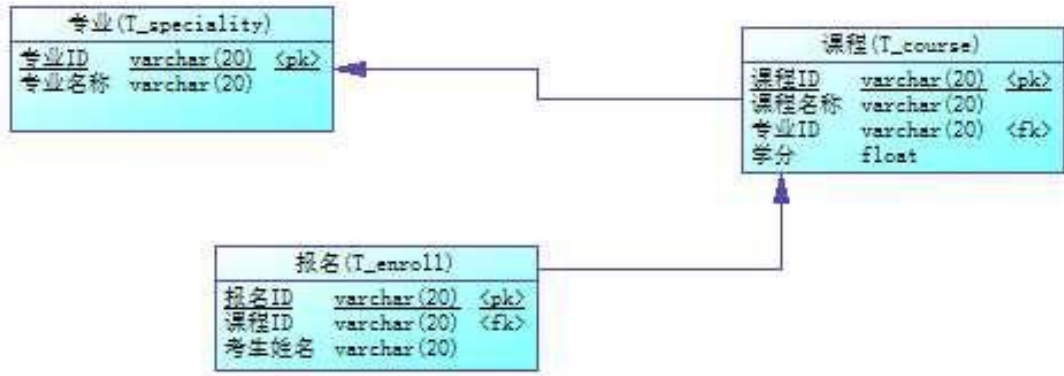 专业(T_speciality)
专业ID varchar(20) <pk>
专业名称 varchar(20)
课程(T_course)
课程ID varchar(20) <pk>
课程名称 varchar(20)
专业ID varchar(20) <fk>
学分 float
报名(T_enroll)
报名ID varchar(20) <pk>
课程ID varchar(20) <fk>
考生姓名 varchar(20)